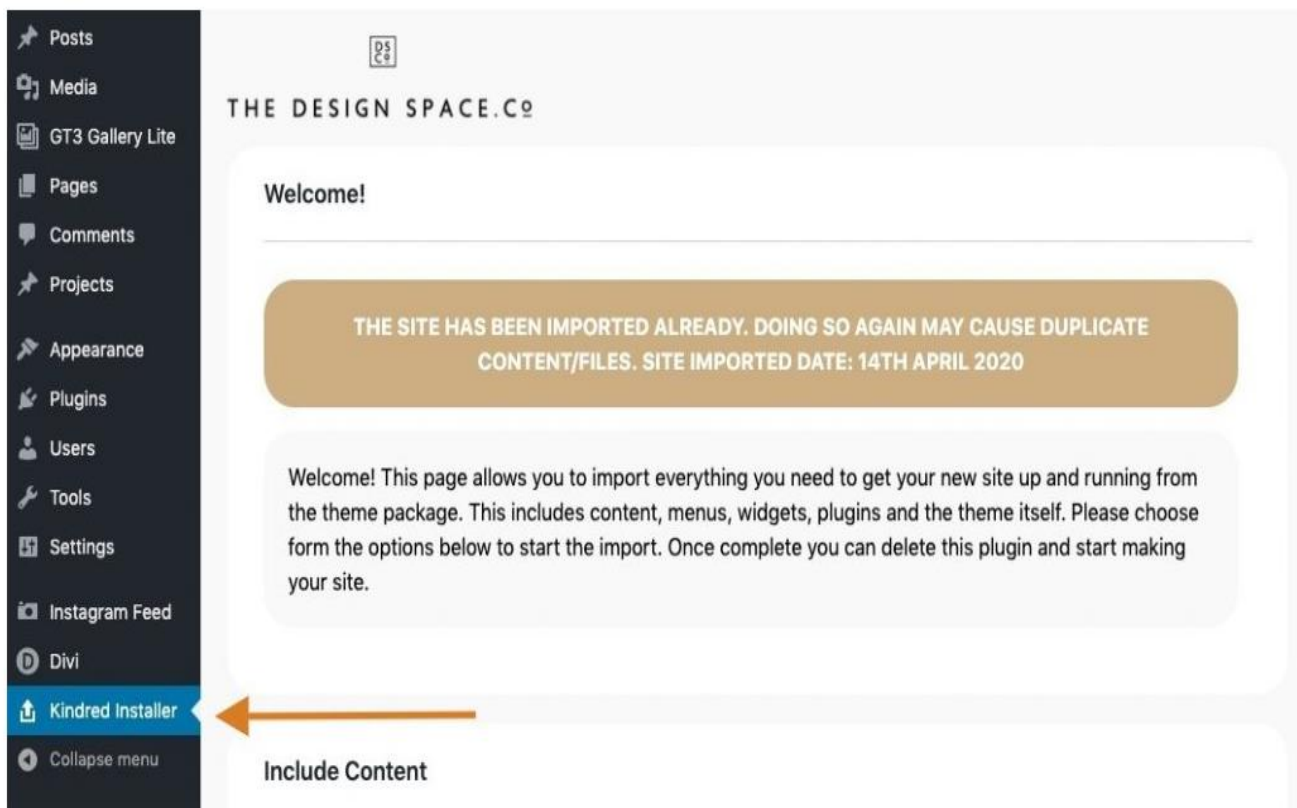 Posts
Media
GT3 Gallery Lite
Pages
Comments
Projects
Appearance
Plugins
Users
Tools
Settings
Instagram Feed
Divi
Kindred Installer
Collapse menu
DS
Cº
THE DESIGN SPACE.Cº
Welcome!
THE SITE HAS BEEN IMPORTED ALREADY. DOING SO AGAIN MAY CAUSE DUPLICATE
CONTENT/FILES. SITE IMPORTED DATE: 14TH APRIL 2020
Welcome! This page allows you to import everything you need to get your new site up and running from
the theme package. This includes content, menus, widgets, plugins and the theme itself. Please choose
form the options below to start the import. Once complete you can delete this plugin and start making
your site.
Include Content